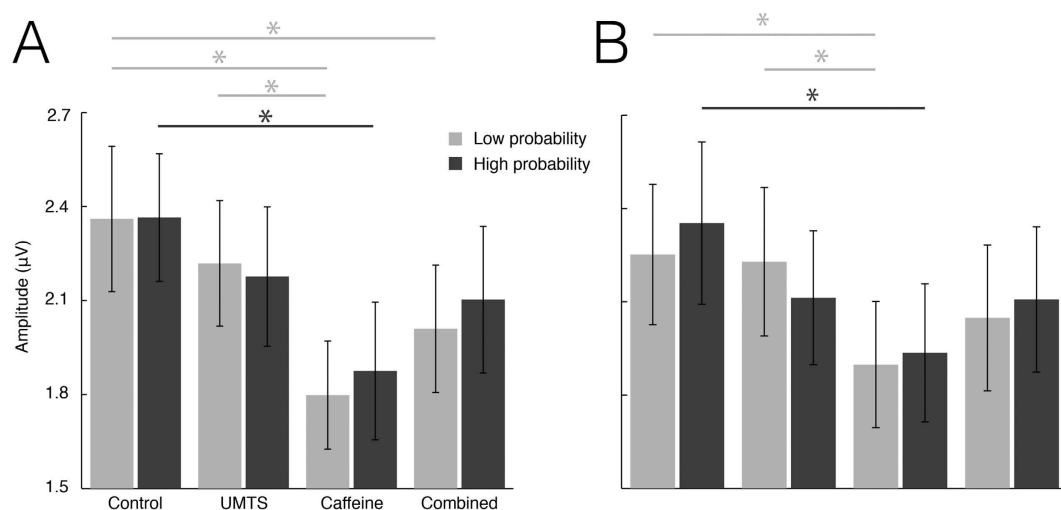 A
B
*
*
*
*
*
*
*
2.7
2.4
2.1
1.8
1.5
Amplitude (µV)
Low probability
High probability
Control UMTS Caffeine Combined